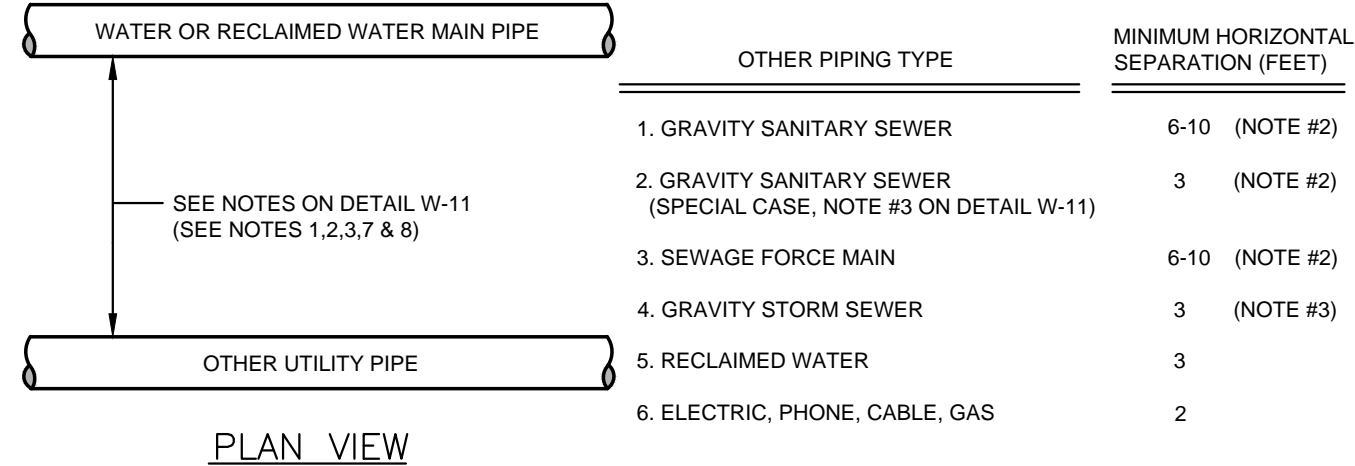 WATER OR RECLAIMED WATER MAIN PIPE
SEE NOTES ON DETAIL W-11
(SEE NOTES 1,2,3,7 & 8)
OTHER UTILITY PIPE
PLAN VIEW
OTHER PIPING TYPE
MINIMUM HORIZONTAL
SEPARATION (FEET)
1. GRAVITY SANITARY SEWER 6-10 (NOTE #2)
2. GRAVITY SANITARY SEWER 3 (NOTE #2)
(SPECIAL CASE, NOTE #3 ON DETAIL W-11)
3. SEWAGE FORCE MAIN 6-10 (NOTE #2)
4. GRAVITY STORM SEWER 3 (NOTE #3)
5. RECLAIMED WATER 3
6. ELECTRIC, PHONE, CABLE, GAS 2